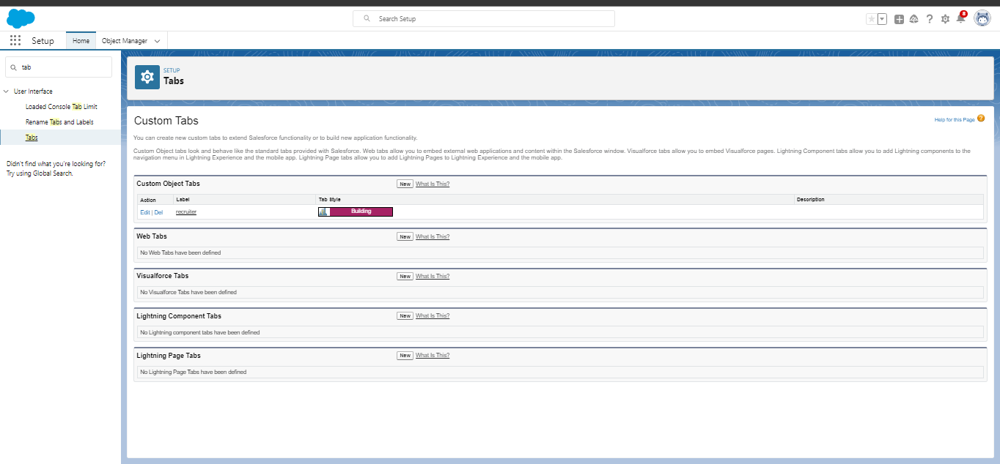 Search Setup
8
Setup
Home
Object Manager
tab
User Interface
Loaded Console Tab Limit
Rename Tabs and Labels
Tabs
Didn't find what you're looking for?
Try using Global Search.
SETUP
Tabs
Custom Tabs
Help for this Page
You can create new custom tabs to extend Salesforce functionality or to build new application functionality.
Custom Object tabs look and behave like the standard tabs provided with Salesforce. Web tabs allow you to embed external web applications and content within the Salesforce window. Visualforce tabs allow you to embed Visualforce pages. Lightning Component tabs allow you to add Lightning components to the
navigation menu in Lightning Experience and the mobile app. Lightning Page tabs allow you to add Lightning Pages to Lightning Experience and the mobile app.
Custom Object Tabs New What Is This?
Action Label Tab Style Description
Edit | Del recruiter Building
Web Tabs New What Is This?
No Web Tabs have been defined
Visualforce Tabs New What Is This?
No Visualforce Tabs have been defined
Lightning Component Tabs New What Is This?
No Lightning component tabs have been defined
Lightning Page Tabs New What Is This?
No Lightning Page Tabs have been defined